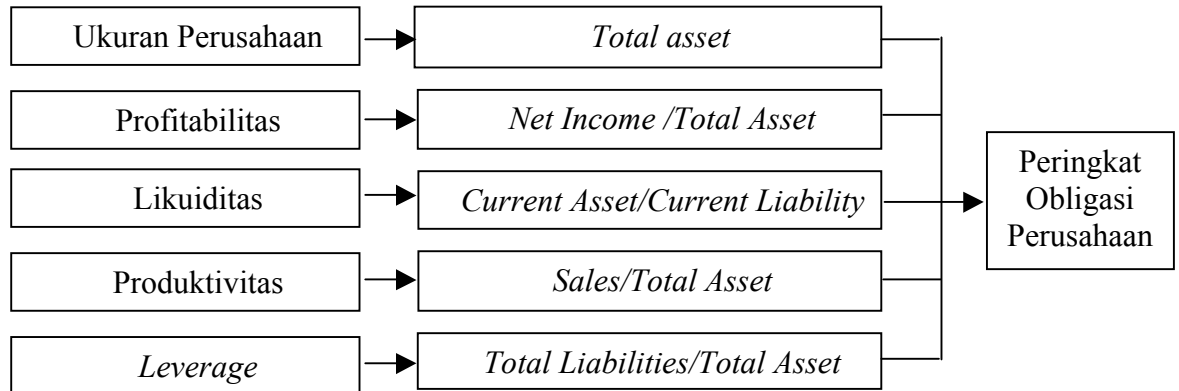 Ukuran Perusahaan
Total asset
Profitabilitas
Net Income /Total Asset
Likuiditas
Current Asset/Current Liability
Produktivitas
Sales/Total Asset
Leverage
Total Liabilities/Total Asset
Peringkat
Obligasi
Perusahaan